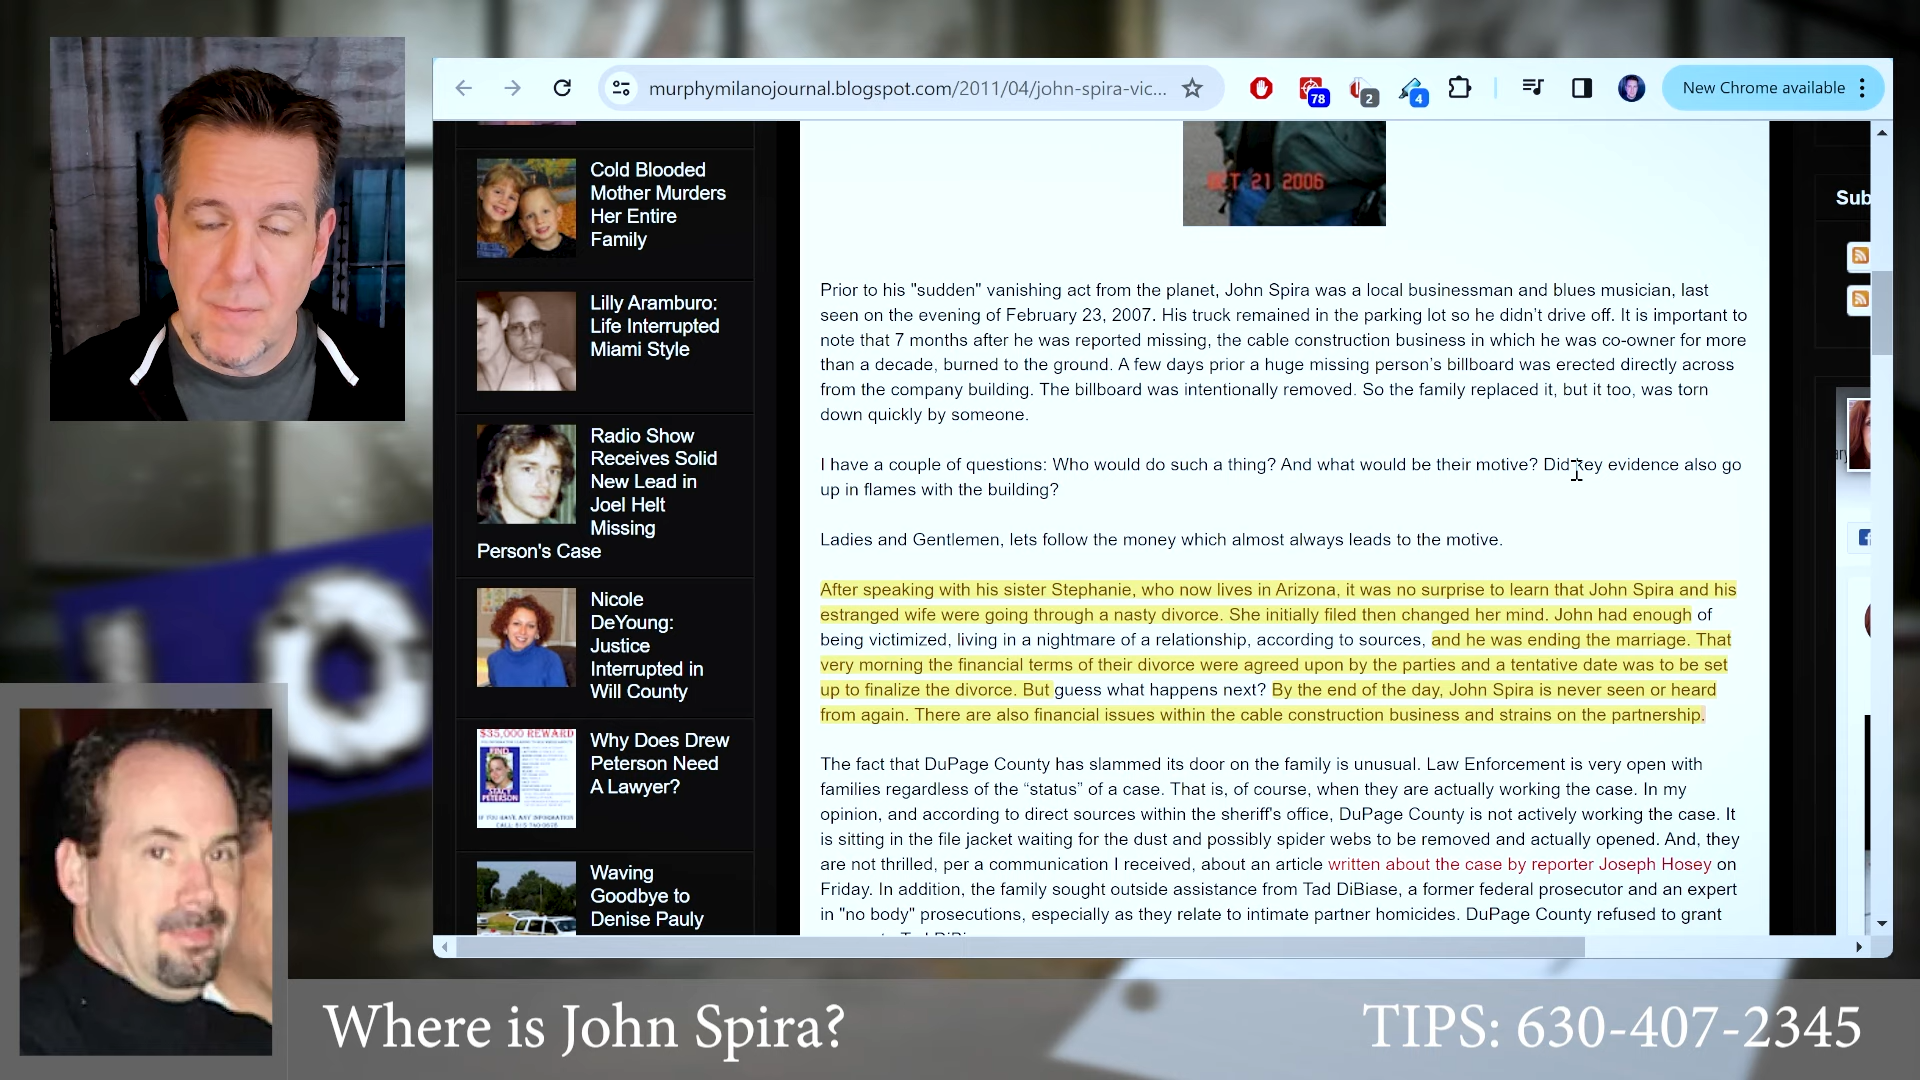 murphymilanojournal.blogspot.com/2011/04/john-spira-vic...
78
2
4
New Chrome available
Cold Blooded
Mother Murders
Her Entire
Family
Lilly Aramburo:
Life Interrupted
Miami Style
Radio Show
Receives Solid
New Lead in
Joel Helt
Missing
Person's Case
Nicole
DeYoung:
Justice
Interrupted in
Will County
$35,000 REWARD
FIND
STACY
PETERSON
Why Does Drew
Peterson Need
A Lawyer?
Waving
Goodbye to
Denise Pauly
OCT 21 2006
Prior to his "sudden" vanishing act from the planet, John Spira was a local businessman and blues musician, last
seen on the evening of February 23, 2007. His truck remained in the parking lot so he didn't drive off. It is important to
note that 7 months after he was reported missing, the cable construction business in which he was co-owner for more
than a decade, burned to the ground. A few days prior a huge missing person's billboard was erected directly across
from the company building. The billboard was intentionally removed. So the family replaced it, but it too, was torn
down quickly by someone.
I have a couple of questions: Who would do such a thing? And what would be their motive? Did key evidence also go
up in flames with the building?
Ladies and Gentlemen, lets follow the money which almost always leads to the motive.
After speaking with his sister Stephanie, who now lives in Arizona, it was no surprise to learn that John Spira and his
estranged wife were going through a nasty divorce. She initially filed then changed her mind. John had enough of
being victimized, living in a nightmare of a relationship, according to sources, and he was ending the marriage. That
very morning the financial terms of their divorce were agreed upon by the parties and a tentative date was to be set
up to finalize the divorce. But guess what happens next? By the end of the day, John Spira is never seen or heard
from again. There are also financial issues within the cable construction business and strains on the partnership.
The fact that DuPage County has slammed its door on the family is unusual. Law Enforcement is very open with
families regardless of the “status” of a case. That is, of course, when they are actually working the case. In my
opinion, and according to direct sources within the sheriff's office, DuPage County is not actively working the case. It
is sitting in the file jacket waiting for the dust and possibly spider webs to be removed and actually opened. And, they
are not thrilled, per a communication I received, about an article written about the case by reporter Joseph Hosey on
Friday. In addition, the family sought outside assistance from Tad DiBiase, a former federal prosecutor and an expert
in "no body" prosecutions, especially as they relate to intimate partner homicides. DuPage County refused to grant
Sub
Where is John Spira?
TIPS: 630-407-2345